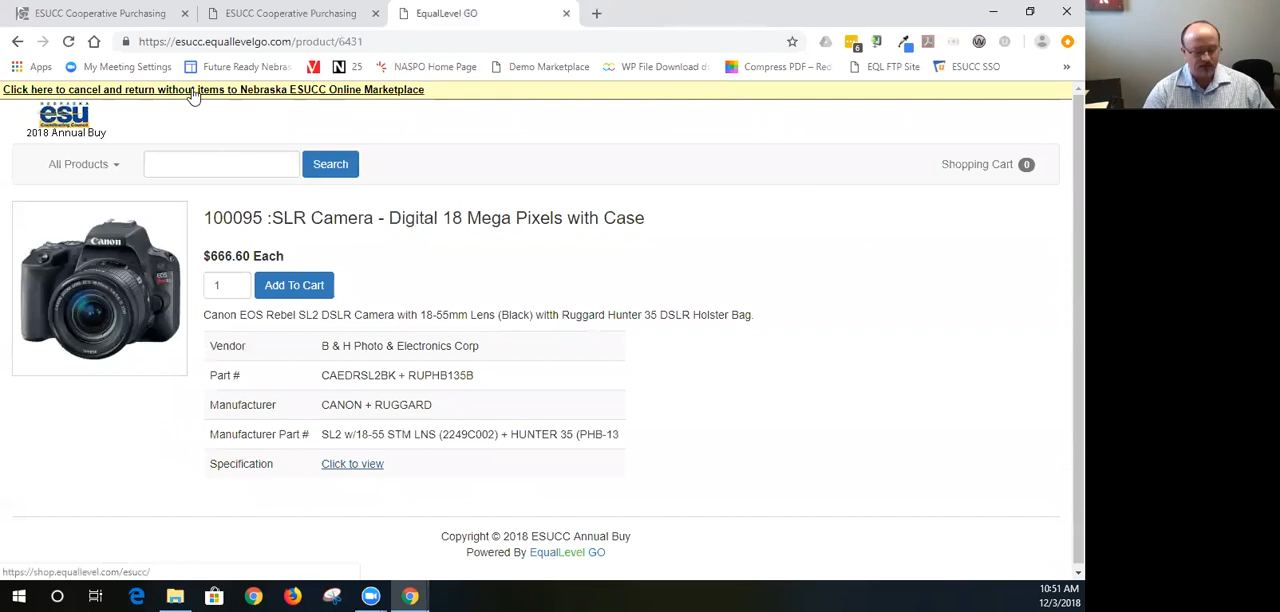 ESUCC Cooperative Purchasing
ESUCC Cooperative Purchasing
EqualLevel GO
https://esucc.equallevelgo.com/product/6431
6
Apps
My Meeting Settings
Future Ready Nebras
25
NASPO Home Page
Demo Marketplace
WP File Download:
Compress PDF – Red
EQL FTP Site
ESUCC SSO
Click here to cancel and return without items to Nebraska ESUCC Online Marketplace
NEBRASKA
esu
Coordinating Council
2018 Annual Buy
All Products
Search
Shopping Cart 0
Canon
100095 :SLR Camera - Digital 18 Mega Pixels with Case
$666.60 Each
1
Add To Cart
Canon EOS Rebel SL2 DSLR Camera with 18-55mm Lens (Black) witth Ruggard Hunter 35 DSLR Holster Bag.
Vendor B & H Photo & Electronics Corp
Part # CAEDRSL2BK + RUPHB135B
Manufacturer CANON + RUGGARD
Manufacturer Part # SL2 w/18-55 STM LNS (2249C002) + HUNTER 35 (PHB-13
Specification Click to view
Copyright © 2018 ESUCC Annual Buy
Powered By EqualLevel GO
https://shop.equallevel.com/esucc/
10:51 AM
12/3/2018